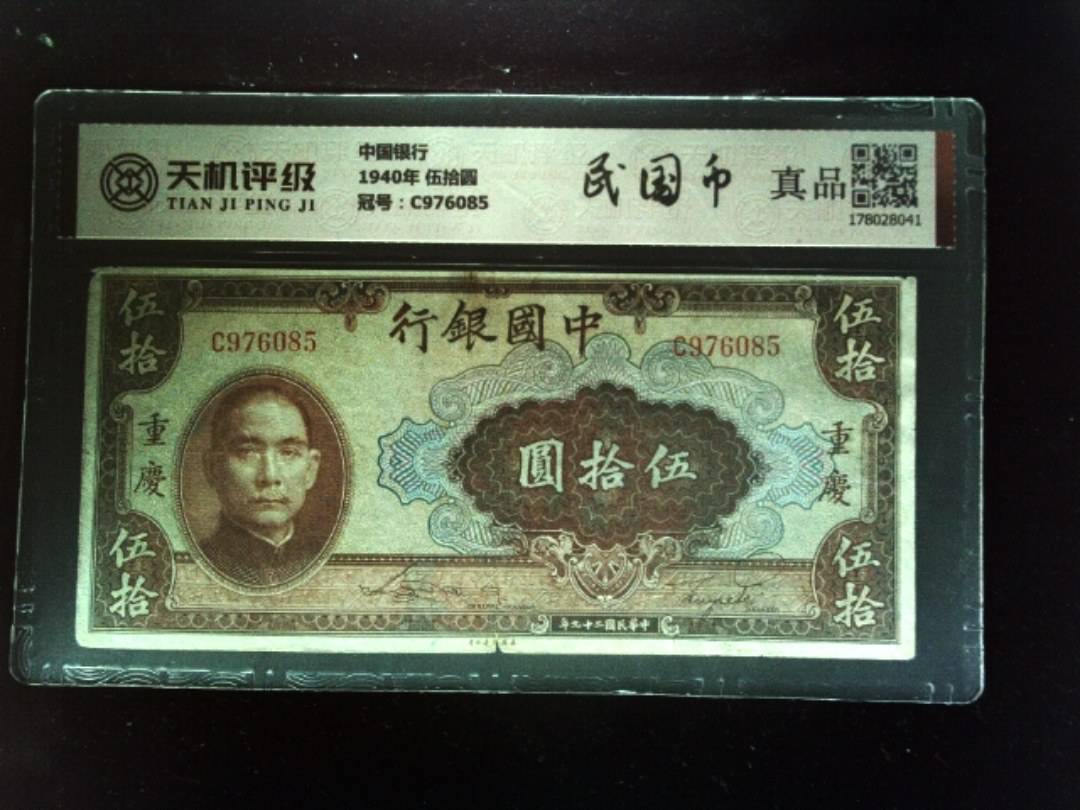 天机评级
TIAN JI PING JI
中国银行
1940年 伍拾圆
冠号：C976085
民国币
真品
178028041
伍拾
行銀國中
伍拾
C976085
C976085
重慶
圓拾伍
重慶
伍拾
伍拾
年九十二國民華中